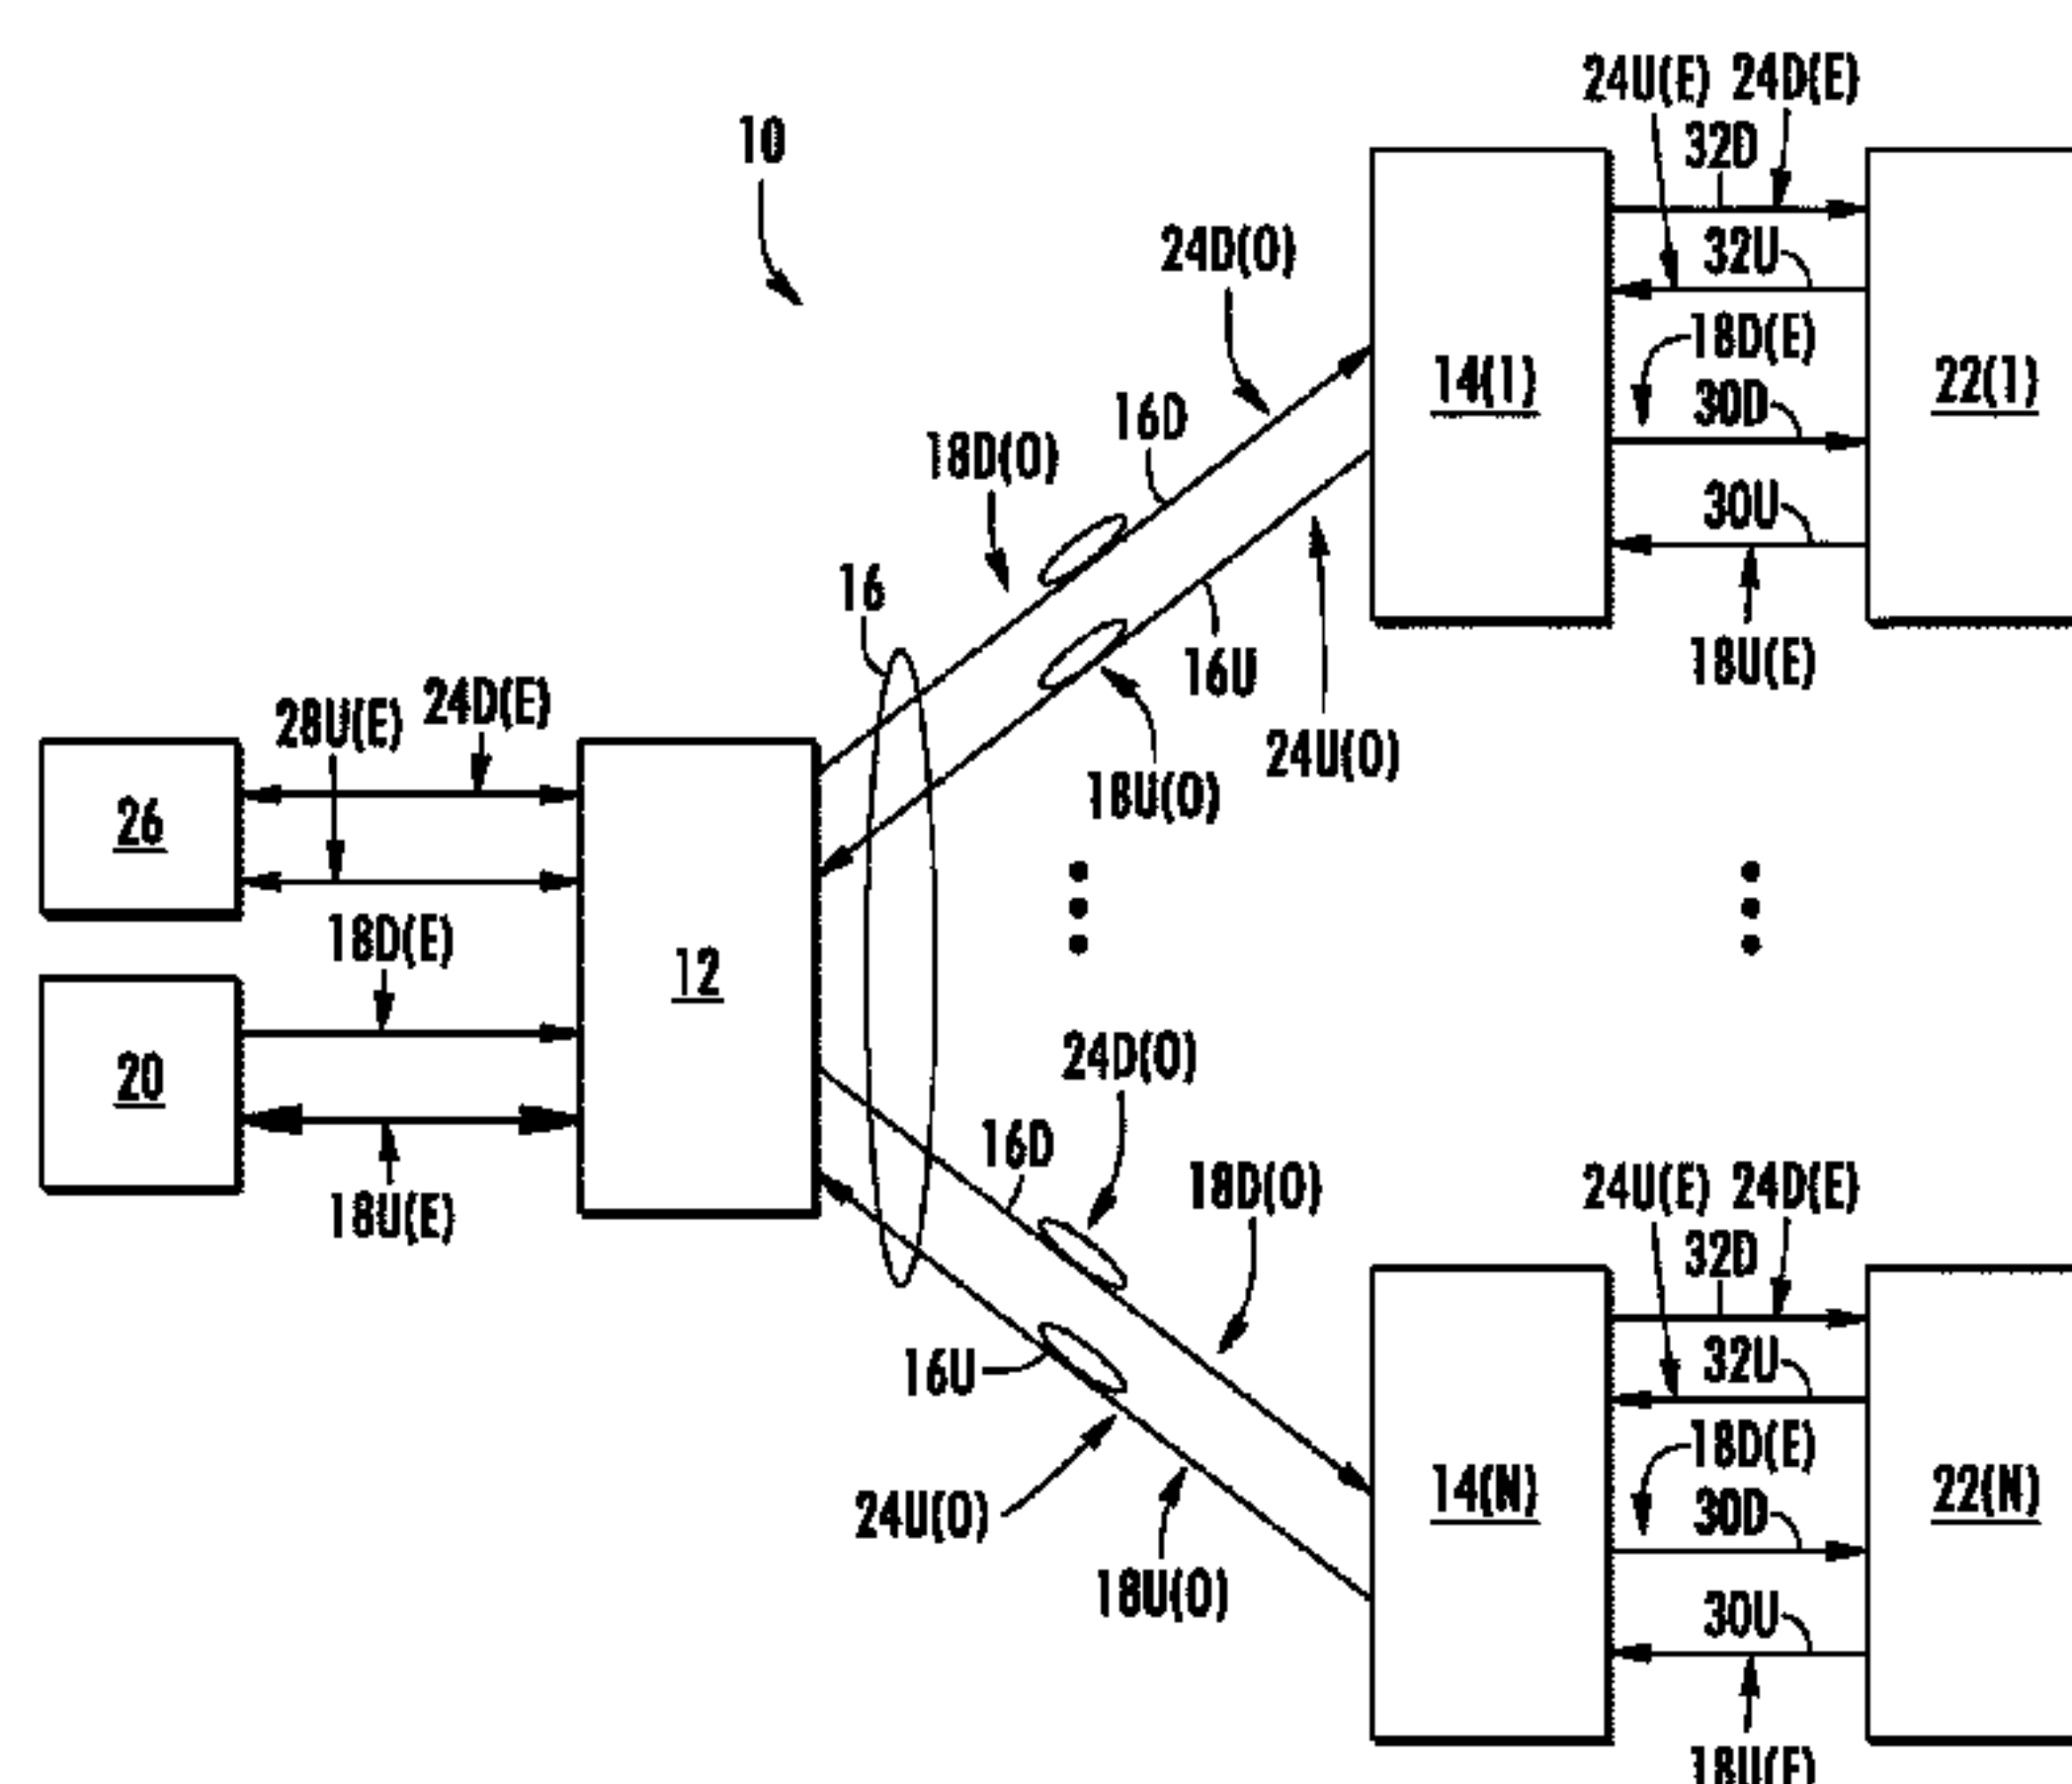 24U(E) 24D(E)
10
32D
24D(O)
32U
18D(E)
14(1)
22(1)
16D
30D
18D(O)
30U
16
16U
18U(E)
28U(E)
24D(E)
24U(O)
18U(O)
26
18D(E)
12
20
24D(O)
16D
18D(O)
24U(E) 24D(E)
18U(E)
32D
16U
32U
18D(E)
14(N)
22(N)
24U(O)
30D
18U(O)
30U
18U(E)